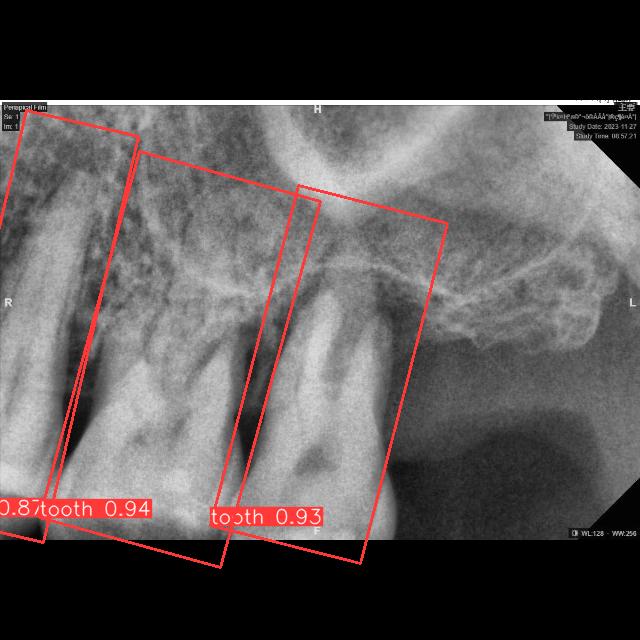 Periapical Film
Se: 1
Im: 1
H
Study Date: 2023-11-27
Study Time: 08:57:21
R
L
0.87
tooth 0.94
tooth 0.93
F
WL:128 WW:256